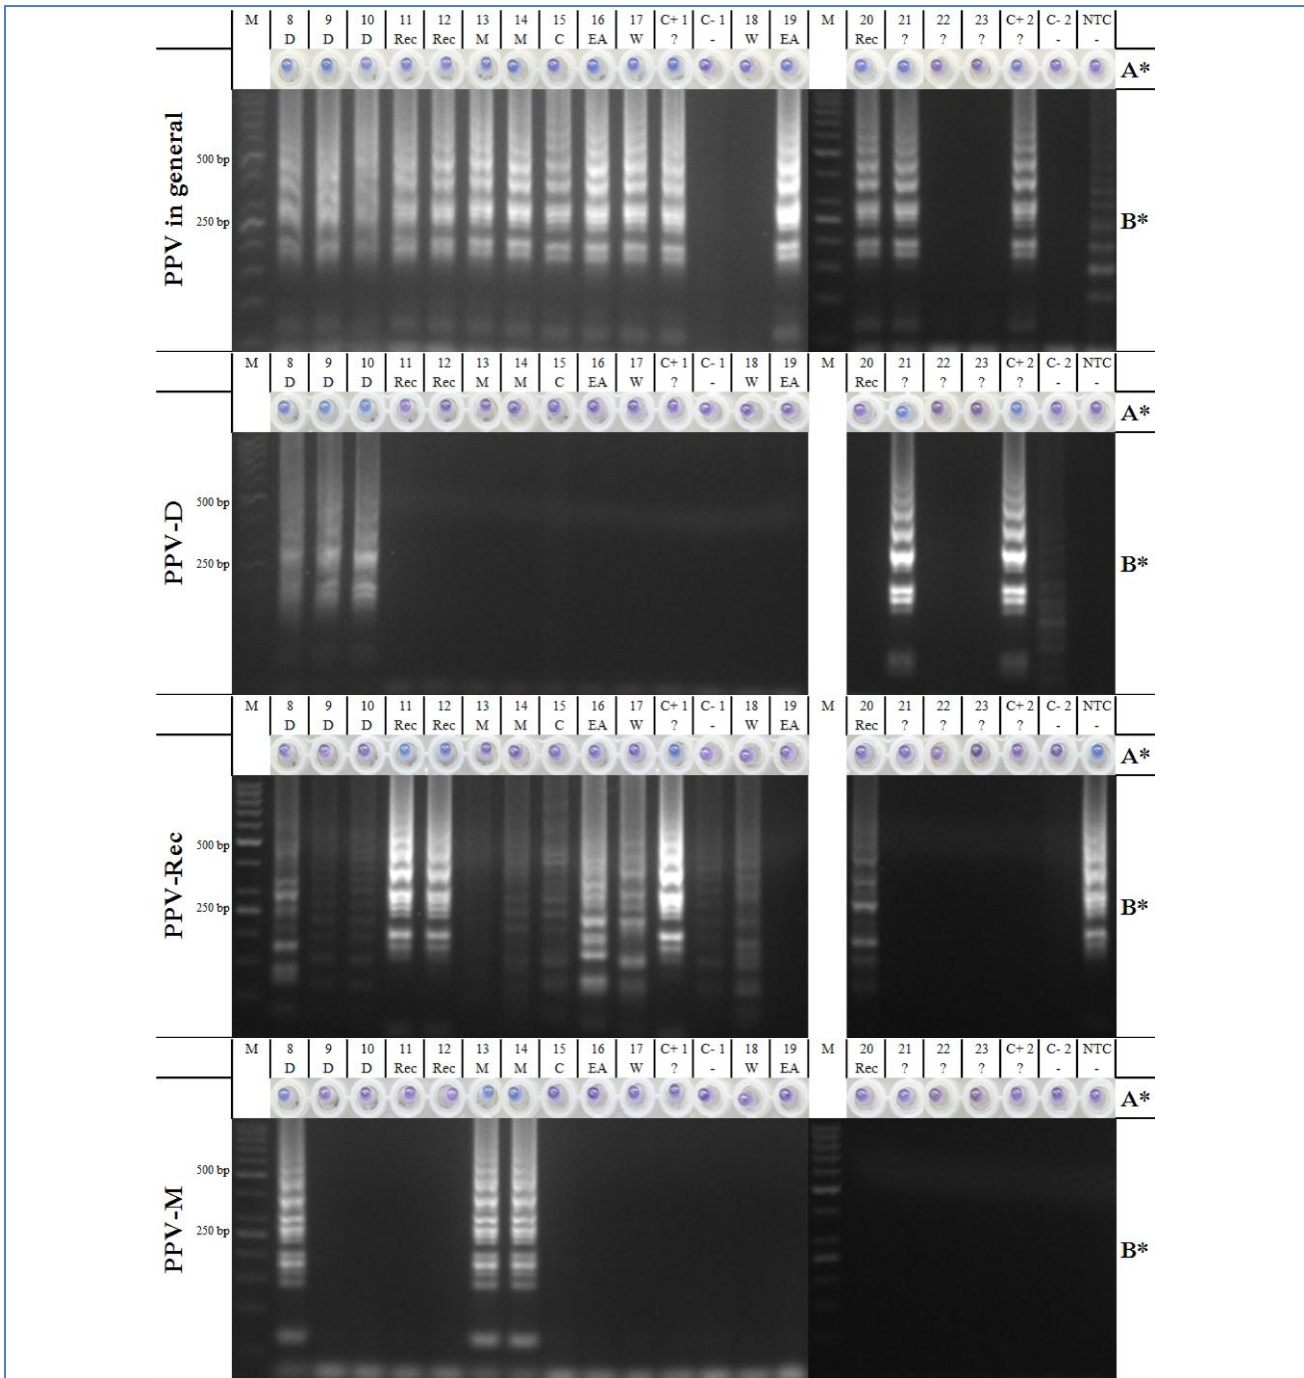 M 8 9 10 11 12 13 14 15 16 17 C+ 1 C- 1 18 19 M 20 21 22 23 C+ 2 C- 2 NTC
D D D Rec Rec M M C EA W ? - W EA Rec ? ? ? ? - -
A*
PPV in general
500 bp
250 bp
B*
M 8 9 10 11 12 13 14 15 16 17 C+ 1 C- 1 18 19 M 20 21 22 23 C+ 2 C- 2 NTC
D D D Rec Rec M M C EA W ? - W EA Rec ? ? ? ? - -
A*
PPV-D
500 bp
250 bp
B*
M 8 9 10 11 12 13 14 15 16 17 C+ 1 C- 1 18 19 M 20 21 22 23 C+ 2 C- 2 NTC
D D D Rec Rec M M C EA W ? - W EA Rec ? ? ? ? - -
A*
PPV-Rec
500 bp
250 bp
B*
M 8 9 10 11 12 13 14 15 16 17 C+ 1 C- 1 18 19 M 20 21 22 23 C+ 2 C- 2 NTC
D D D Rec Rec M M C EA W ? - W EA Rec ? ? ? ? - -
A*
PPV-M
500 bp
250 bp
B*